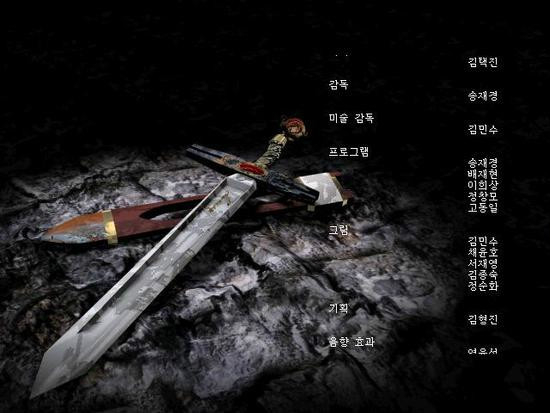 김택진
감독
송재경
미술 감독
김민수
프로그램
송재경
배재현
이희상
정창모
고동일
그림
김민수
채윤호
서재영
김종숙
정순화
기획
김형진
음향 효과